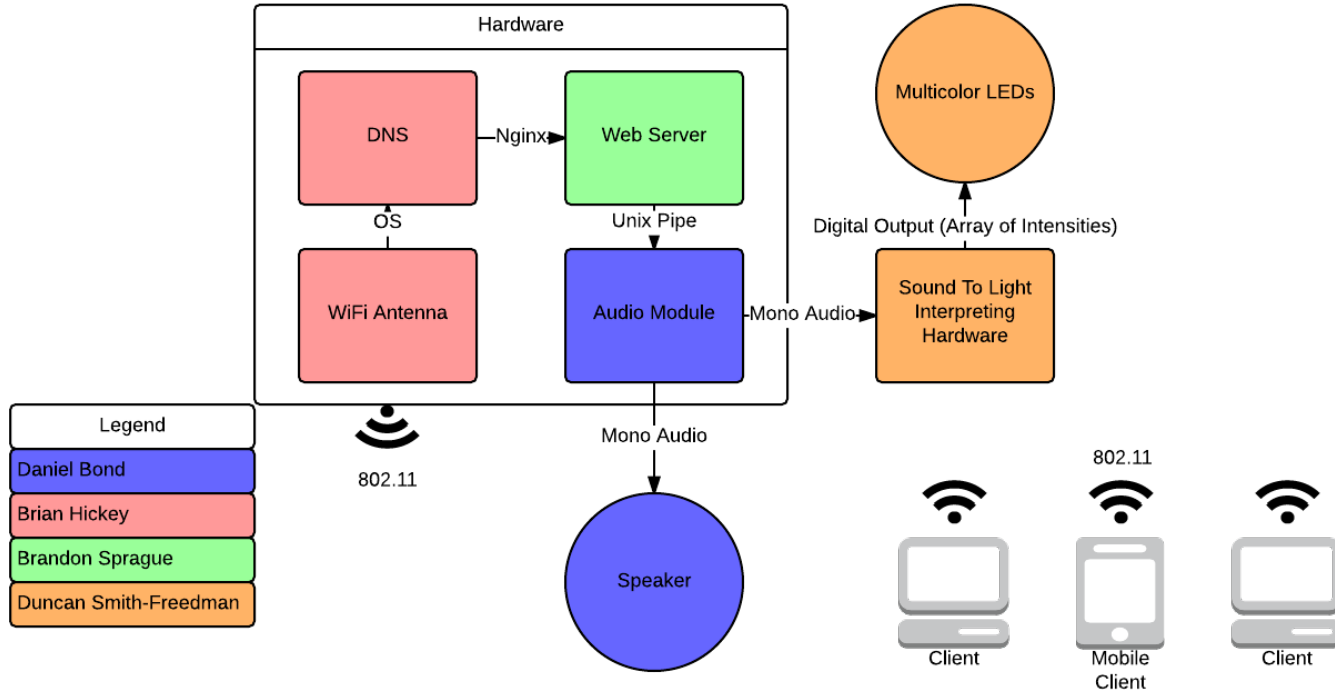 Hardware
DNS
Nginx
Web Server
Multicolor LEDs
OS
Unix Pipe
Digital Output (Array of Intensities)
WiFi Antenna
Audio Module
Mono Audio
Sound To Light
Interpreting
Hardware
Legend
Daniel Bond
Brian Hickey
Brandon Sprague
Duncan Smith-Freedman
802.11
Mono Audio
Speaker
802.11
Client
Mobile
Client
Client